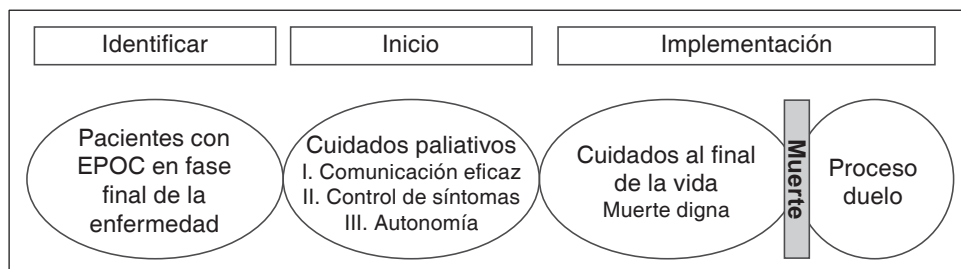 Identificar
Inicio
Implementación
Pacientes con
EPOC en fase
final de la
enfermedad
Cuidados paliativos
I. Comunicación eficaz
II. Control de síntomas
III. Autonomía
Cuidados al final
de la vida
Muerte digna
Muerte
Proceso
duelo